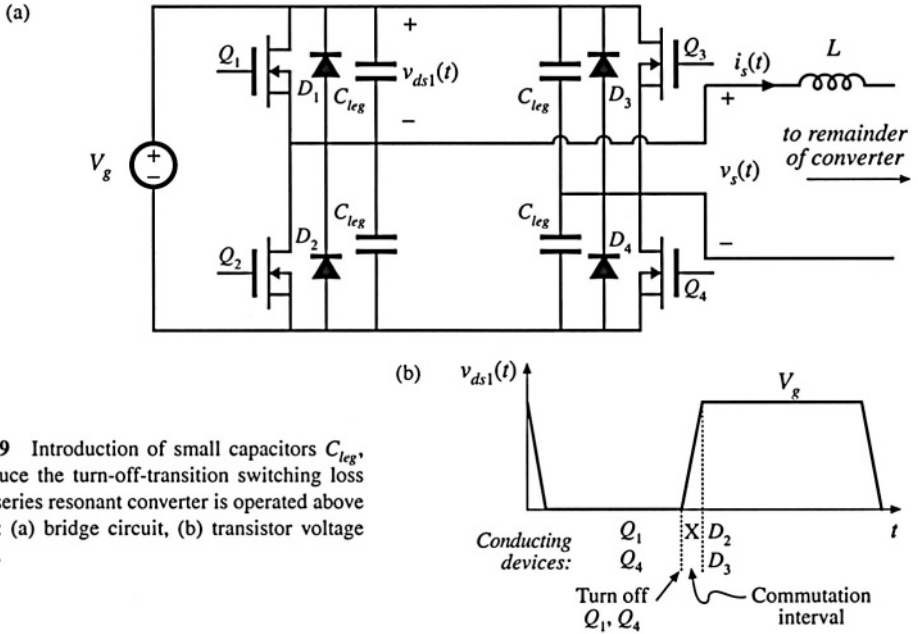 (a)
Q1
D1
Cleg
+
vds1(t)
−
Cleg
D3
Q3
is(t)
L
+
to remainder
of converter
vs(t)
−
Vg
+
−
Q2
D2
Cleg
Cleg
D4
Q4
(b)
vds1(t)
Vg
t
Conducting
devices:
Q1
Q4
X
D2
D3
Turn off
Q1, Q4
Commutation
interval
9 Introduction of small capacitors Cleg,
uce the turn-off-transition switching loss
series resonant converter is operated above
: (a) bridge circuit, (b) transistor voltage
.